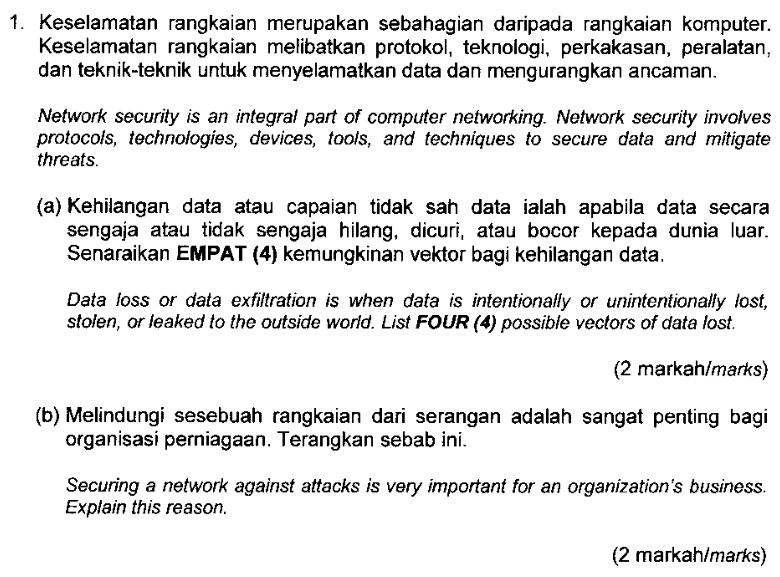 1. Keselamatan rangkaian merupakan sebahagian daripada rangkaian komputer.
Keselamatan rangkaian melibatkan protokol, teknologi, perkakasan, peralatan,
dan teknik-teknik untuk menyelamatkan data dan mengurangkan ancaman.
Network security is an integral part of computer networking. Network security involves
protocols, technologies, devices, tools, and techniques to secure data and mitigate
threats.
(a) Kehilangan data atau capaian tidak sah data ialah apabila data secara
sengaja atau tidak sengaja hilang, dicuri, atau bocor kepada dunia luar.
Senaraikan EMPAT (4) kemungkinan vektor bagi kehilangan data.
Data loss or data exfiltration is when data is intentionally or unintentionally lost,
stolen, or leaked to the outside world. List FOUR (4) possible vectors of data lost.
(2 markah/marks)
(b) Melindungi sesebuah rangkaian dari serangan adalah sangat penting bagi
organisasi perniagaan. Terangkan sebab ini.
Securing a network against attacks is very important for an organization's business.
Explain this reason.
(2 markah/marks)